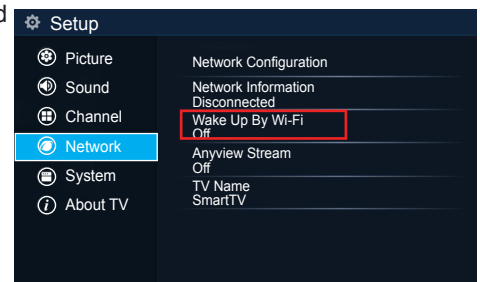 d
Setup
Picture
Sound
Channel
Network
System
About TV
Network Configuration
Network Information
Disconnected
Wake Up By Wi-Fi
Off
Anyview Stream
Off
TV Name
SmartTV